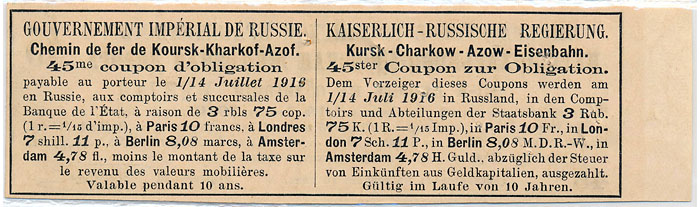 GOUVERNEMENT IMPÉRIAL DE RUSSIE.
Chemin de fer de Koursk-Kharkof-Azof.
45me coupon d'obligation
payable au porteur le 1/14 Juillet 1916
en Russie, aux comptoirs et succursales de la
Banque de l'État, à raison de 3 rbls 75 cop.
(1 r.=1/15 d'imp.), à Paris 10 francs, à Londres
7 shill. 11 p., à Berlin 8,08 marcs, à Amster-
dam 4,78 fl., moins le montant de la taxe sur
le revenu des valeurs mobilières.
Valable pendant 10 ans.
KAISERLICH-RUSSISCHE REGIERUNG.
Kursk-Charkow-Azow-Eisenbahn.
45ster Coupon zur Obligation.
Dem Vorzeiger dieses Coupons werden am
1/14 Juli 1916 in Russland, in den Comp-
toirs und Abteilungen der Staatsbank 3 Rub.
75 K. (1 R.=1/15 Imp.), in Paris 10 Fr., in Lon-
don 7 Sch. 11 P., in Berlin 8,08 M. D. R.-W., in
Amsterdam 4,78 H. Guld., abzüglich der Steuer
von Einkünften aus Geldkapitalien, ausgezahlt.
Gültig im Laufe von 10 Jahren.